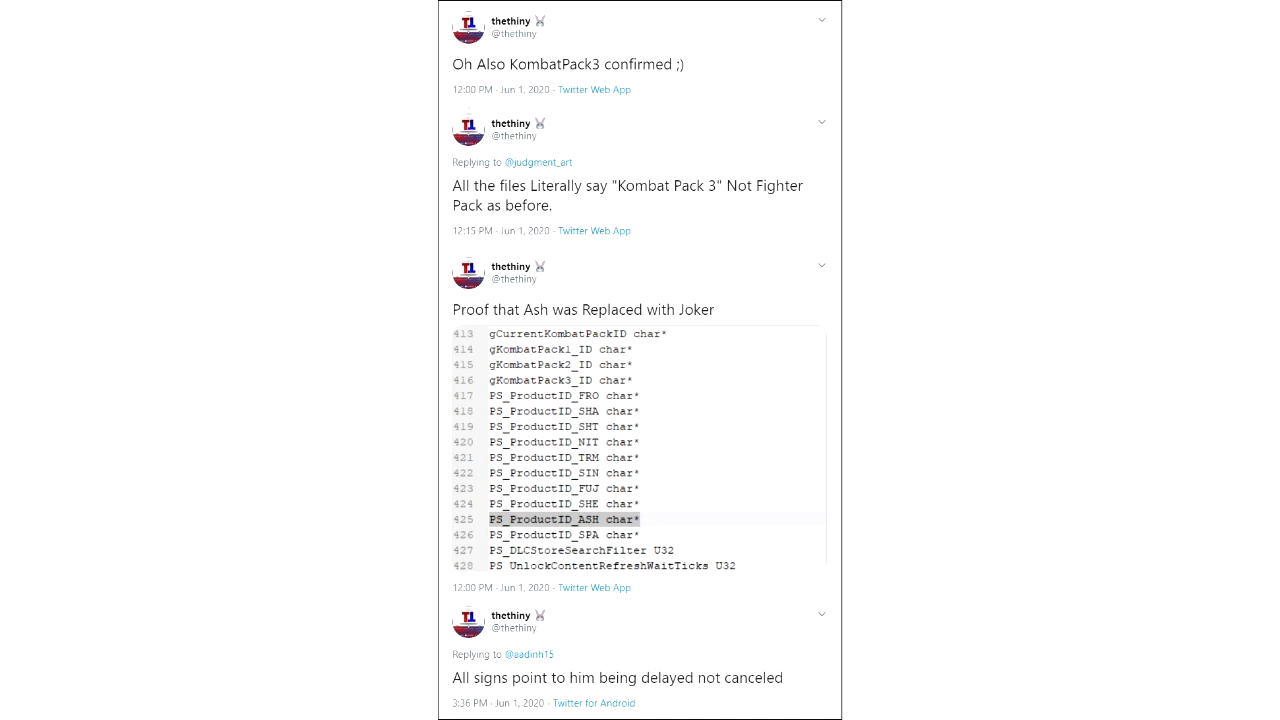 thethiny
@thethiny
Oh Also KombatPack3 confirmed ;)
12:00 PM · Jun 1, 2020 · Twitter Web App
thethiny
@thethiny
Replying to @judgment_art
All the files Literally say "Kombat Pack 3" Not Fighter
Pack as before.
12:15 PM · Jun 1, 2020 · Twitter Web App
thethiny
@thethiny
Proof that Ash was Replaced with Joker
413 gCurrentKombatPackID char*
414 gKombatPack1_ID char*
415 gKombatPack2_ID char*
416 gKombatPack3_ID char*
417 PS_ProductID_FRO char*
418 PS_ProductID_SHA char*
419 PS_ProductID_SHT char*
420 PS_ProductID_NIT char*
421 PS_ProductID_TRM char*
422 PS_ProductID_SIN char*
423 PS_ProductID_FUJ char*
424 PS_ProductID_SHE char*
425 PS_ProductID_ASH char*
426 PS_ProductID_SPA char*
427 PS_DLCStoreSearchFilter U32
428 PS_UnlockContentRefreshWaitTicks U32
12:00 PM · Jun 1, 2020 · Twitter Web App
thethiny
@thethiny
Replying to @aadinh15
All signs point to him being delayed not canceled
3:36 PM · Jun 1, 2020 · Twitter for Android